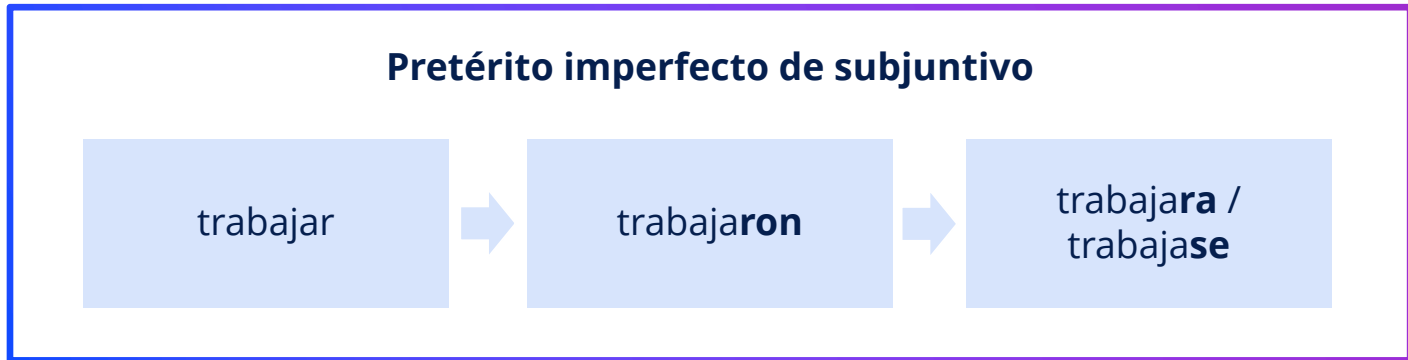 Pretérito imperfecto de subjuntivo
trabajar
trabajaron
trabajara /
trabajase